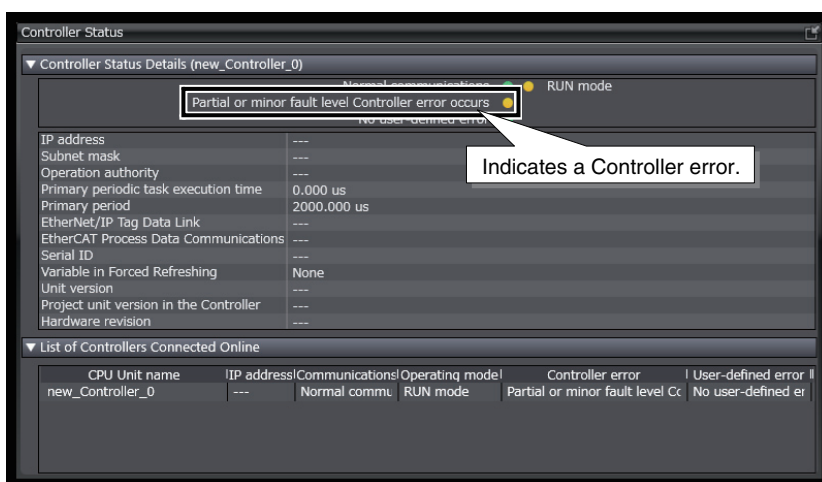 Controller Status
Controller Status Details (new_Controller_0)
Normal communications RUN mode
Partial or minor fault level Controller error occurs
No user-defined error
Indicates a Controller error.
IP address ---
Subnet mask ---
Operation authority ---
Primary periodic task execution time 0.000 us
Primary period 2000.000 us
EtherNet/IP Tag Data Link ---
EtherCAT Process Data Communications ---
Serial ID ---
Variable in Forced Refreshing None
Unit version ---
Project unit version in the Controller ---
Hardware revision ---
List of Controllers Connected Online
CPU Unit name IP address Communications Operating mode Controller error User-defined error
new_Controller_0 --- Normal commu RUN mode Partial or minor fault level Cc No user-defined er